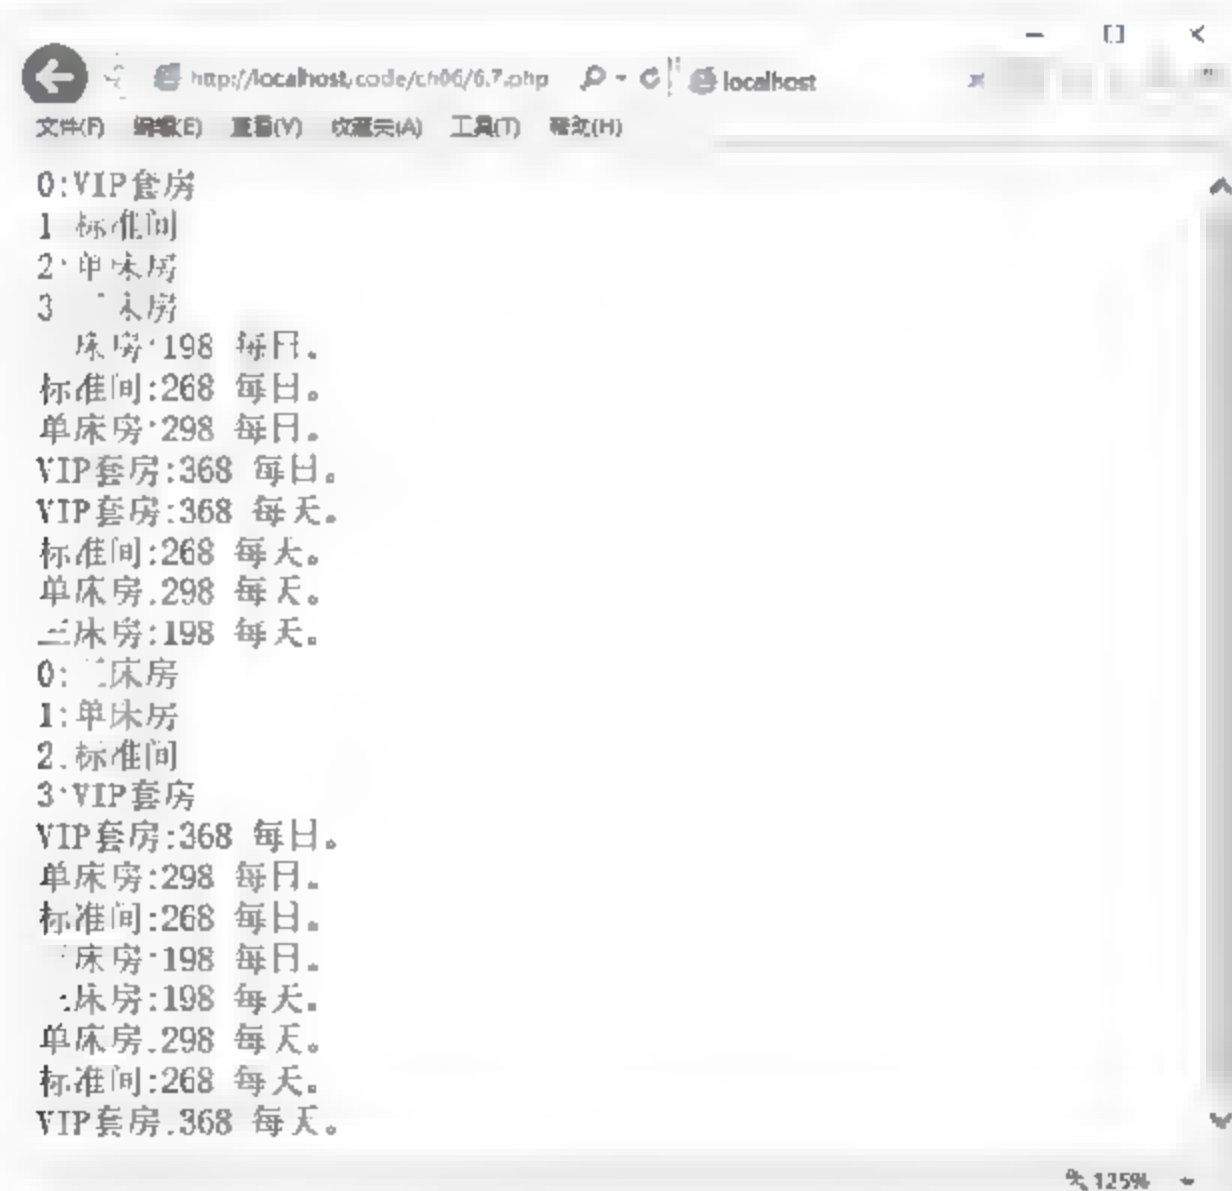 http://localhost/code/ch06/6.7.php
localhost
文件(F) 编辑(E) 查看(V) 收藏夹(A) 工具(T) 帮助(H)
0:VIP套房
1:标准间
2:单床房
3:三床房
三床房:198 每日。
标准间:268 每日。
单床房:298 每日。
VIP套房:368 每日。
VIP套房:368 每天。
标准间:268 每天。
单床房:298 每天。
三床房:198 每天。
0:三床房
1:单床房
2:标准间
3:VIP套房
VIP套房:368 每日。
单床房:298 每日。
标准间:268 每日。
三床房:198 每日。
三床房:198 每天。
单床房:298 每天。
标准间:268 每天。
VIP套房:368 每天。
125%